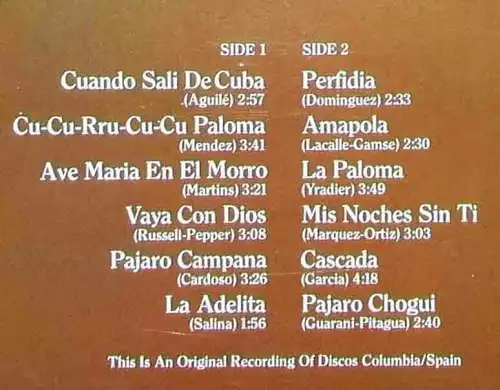 SIDE 1
Cuando Sali De Cuba
(Aguilé) 2:57
Cu-Cu-Rru-Cu-Cu Paloma
(Mendez) 3:41
Ave Maria En El Morro
(Martins) 3:21
Vaya Con Dios
(Russell-Pepper) 3:08
Pajaro Campana
(Cardoso) 3:26
La Adelita
(Salina) 1:56
SIDE 2
Perfidia
(Dominguez) 2:33
Amapola
(Lacalle-Gamse) 2:30
La Paloma
(Yradier) 3:49
Mis Noches Sin Ti
(Marquez-Ortiz) 3:03
Cascada
(Garcia) 4:18
Pajaro Chogui
(Guarani-Pitagua) 2:40
This Is An Original Recording Of Discos Columbia/Spain